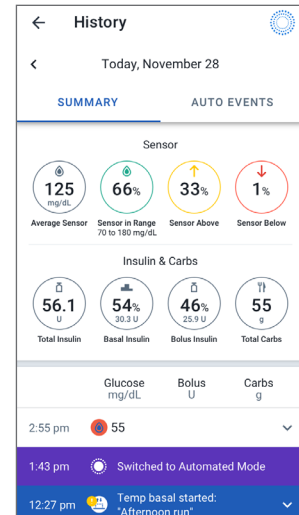 History
Today, November 28
SUMMARY AUTO EVENTS
Sensor
125 66% 33% 1%
mg/dL
Average Sensor Sensor in Range Sensor Above Sensor Below
70 to 180 mg/dL
Insulin & Carbs
56.1 54% 46% 55
U 30.3 U 25.9 U g
Total Insulin Basal Insulin Bolus Insulin Total Carbs
Glucose Bolus Carbs
mg/dL U g
2:55 pm 55
1:43 pm Switched to Automated Mode
12:27 pm Temp basal started:
"Afternoon run"